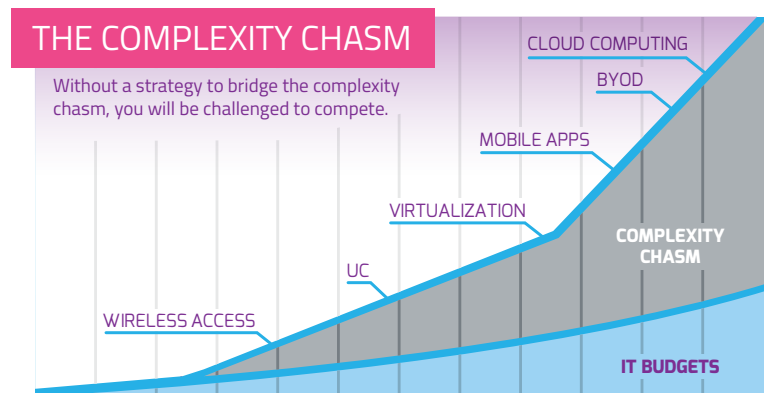 THE COMPLEXITY CHASM
Without a strategy to bridge the complexity
chasm, you will be challenged to compete.
CLOUD COMPUTING
BYOD
MOBILE APPS
VIRTUALIZATION
UC
WIRELESS ACCESS
COMPLEXITY
CHASM
IT BUDGETS